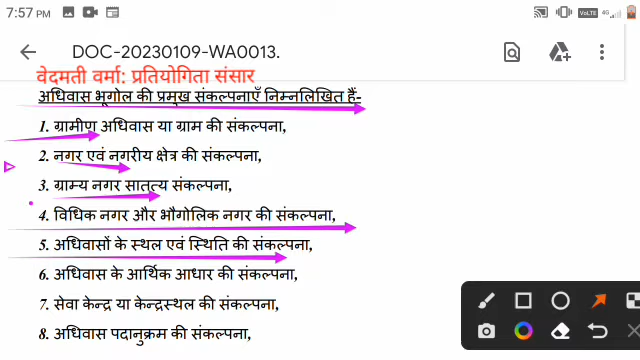 7:57 PM
VoLTE 4G
DOC-20230109-WA0013.
वेदमती वर्मा: प्रतियोगिता संसार
अधिवास भूगोल की प्रमुख संकल्पनाएँ निम्नलिखित हैं-
1. ग्रामीण अधिवास या ग्राम की संकल्पना,
2. नगर एवं नगरीय क्षेत्र की संकल्पना,
3. ग्राम्य नगर सातत्य संकल्पना,
4. विधिक नगर और भौगोलिक नगर की संकल्पना,
5. अधिवासों के स्थल एवं स्थिति की संकल्पना,
6. अधिवास के आर्थिक आधार की संकल्पना,
7. सेवा केन्द्र या केन्द्रस्थल की संकल्पना,
8. अधिवास पदानुक्रम की संकल्पना,